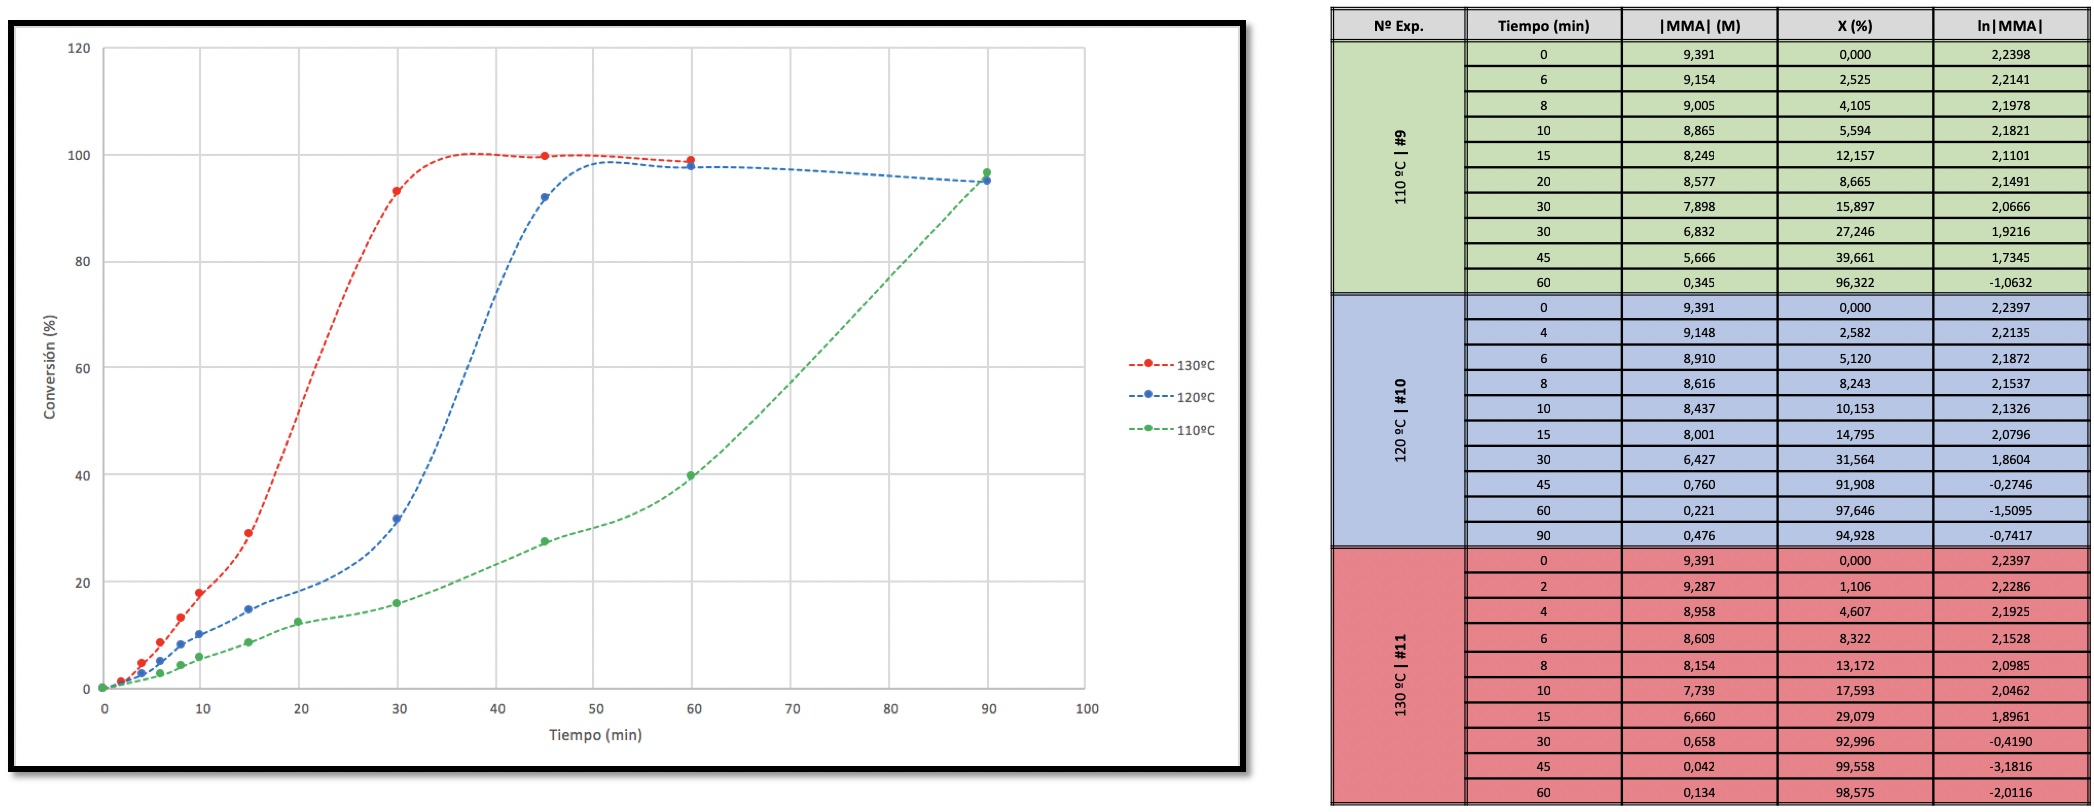 120
100
80
60
40
20
0
Conversión (%)
0 10 20 30 40 50 60 70 80 90 100
Tiempo (min)
130ºC
120ºC
110ºC
Nº Exp. Tiempo (min) |MMA| (M) X (%) ln|MMA|
110 ºC | #9
0 9,391 0,000 2,2398
6 9,154 2,525 2,2141
8 9,005 4,105 2,1978
10 8,865 5,594 2,1821
15 8,249 12,157 2,1101
20 8,577 8,665 2,1491
30 7,898 15,897 2,0666
30 6,832 27,246 1,9216
45 5,666 39,661 1,7345
60 0,345 96,322 -1,0632
120 ºC | #10
0 9,391 0,000 2,2397
4 9,148 2,582 2,2135
6 8,910 5,120 2,1872
8 8,616 8,243 2,1537
10 8,437 10,153 2,1326
15 8,001 14,795 2,0796
30 6,427 31,564 1,8604
45 0,760 91,908 -0,2746
60 0,221 97,646 -1,5095
90 0,476 94,928 -0,7417
130 ºC | #11
0 9,391 0,000 2,2397
2 9,287 1,106 2,2286
4 8,958 4,607 2,1925
6 8,609 8,322 2,1528
8 8,154 13,172 2,0985
10 7,739 17,593 2,0462
15 6,660 29,079 1,8961
30 0,658 92,996 -0,4190
45 0,042 99,558 -3,1816
60 0,134 98,575 -2,0116